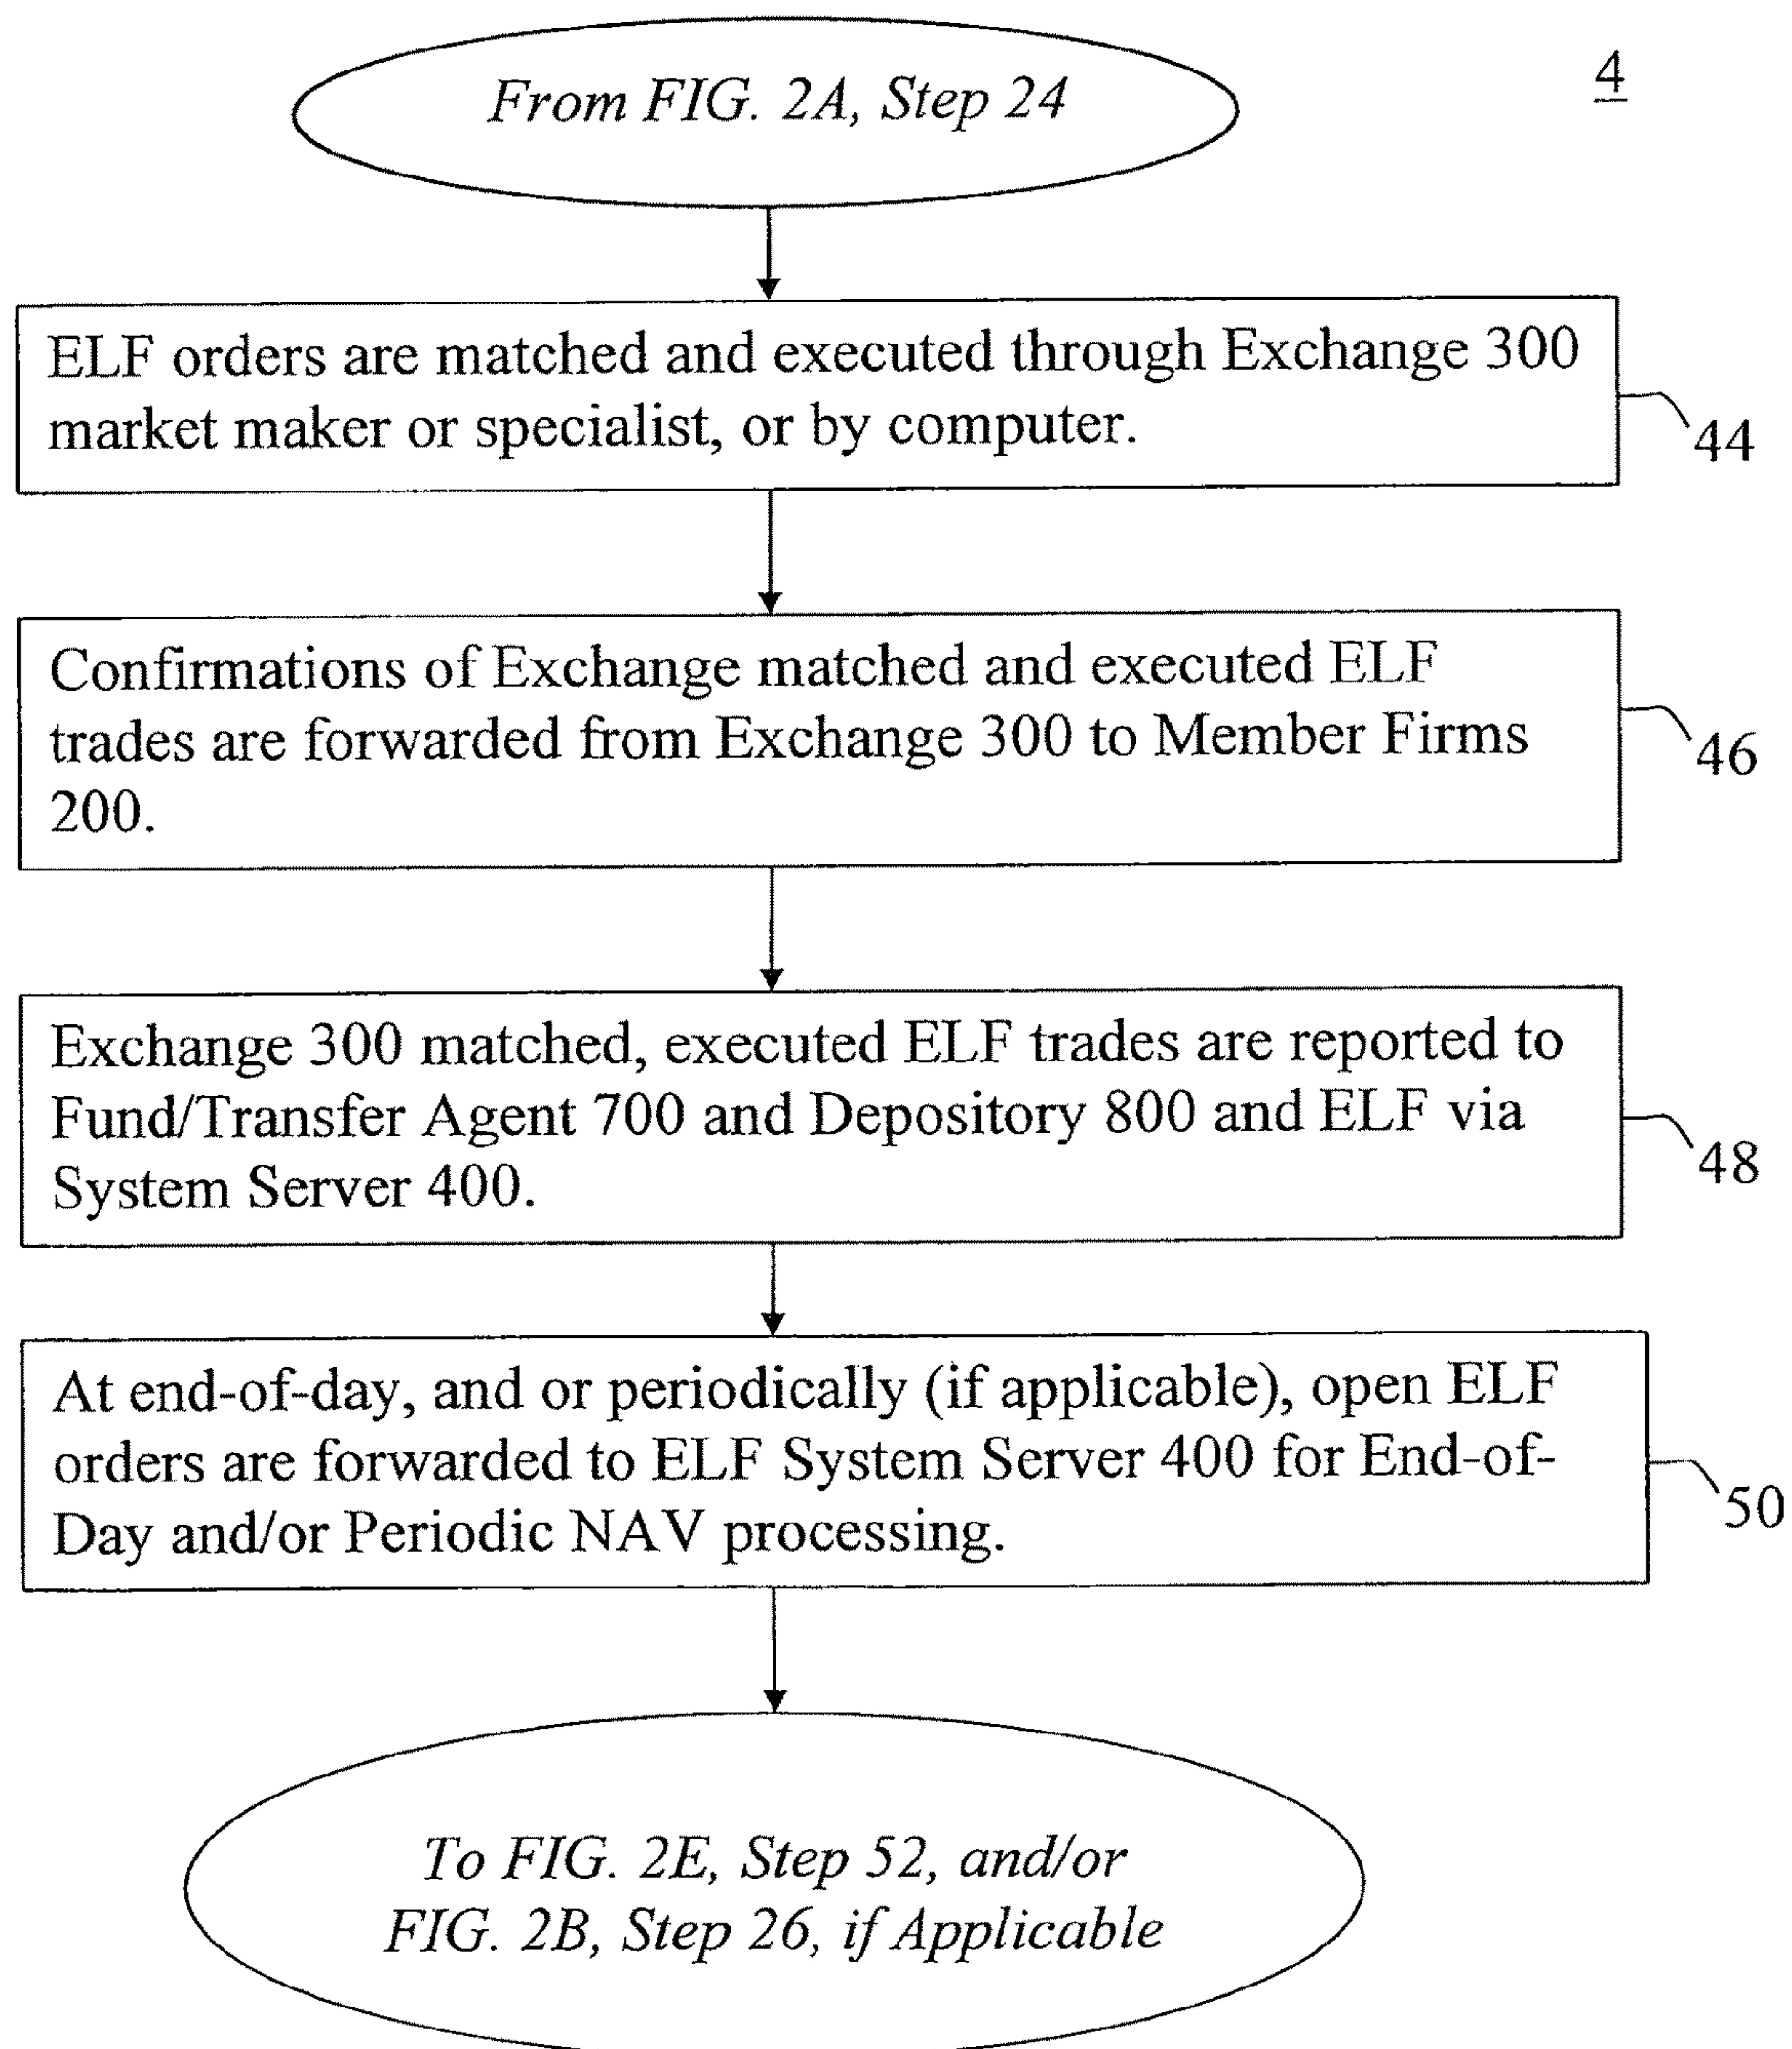 From FIG. 2A, Step 24
4
ELF orders are matched and executed through Exchange 300
market maker or specialist, or by computer.
44
Confirmations of Exchange matched and executed ELF
trades are forwarded from Exchange 300 to Member Firms
200.
46
Exchange 300 matched, executed ELF trades are reported to
Fund/Transfer Agent 700 and Depository 800 and ELF via
System Server 400.
48
At end-of-day, and or periodically (if applicable), open ELF
orders are forwarded to ELF System Server 400 for End-of-
Day and/or Periodic NAV processing.
50
To FIG. 2E, Step 52, and/or
FIG. 2B, Step 26, if Applicable